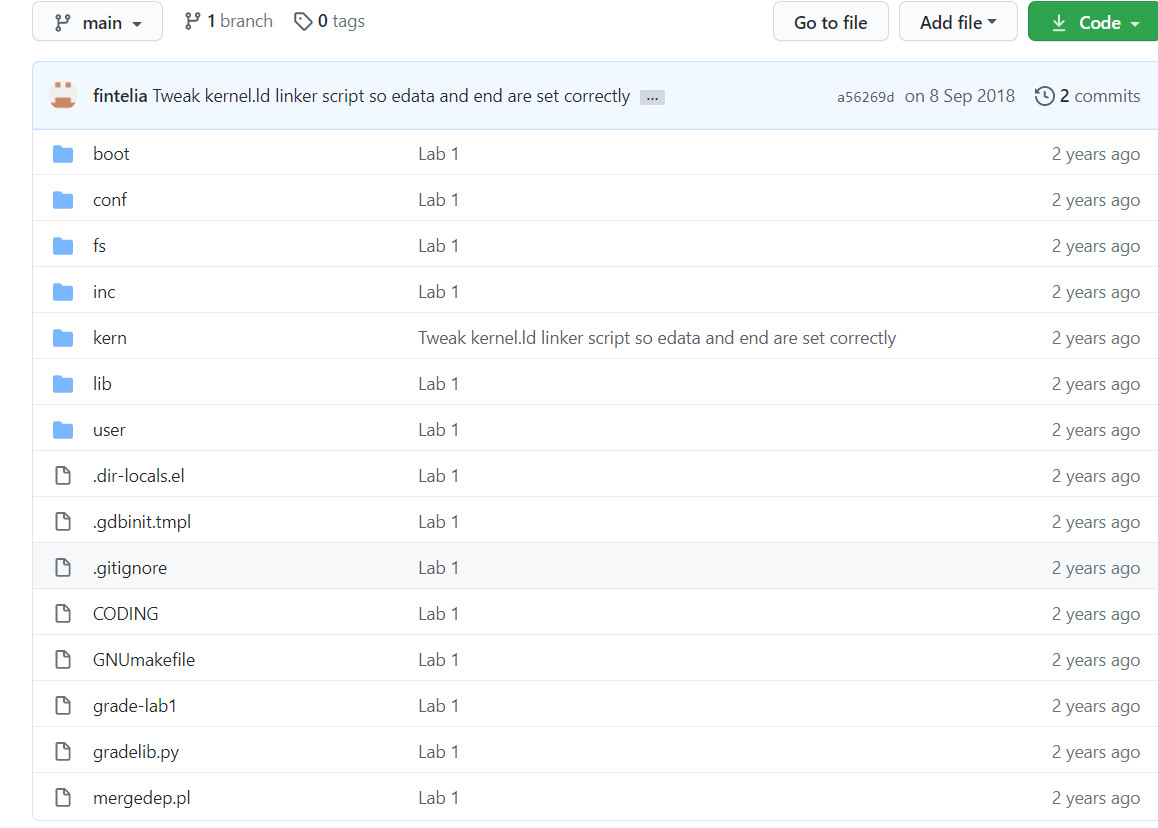 main 1 branch 0 tags Go to file Add file Code
fintelia Tweak kernel.ld linker script so edata and end are set correctly ... a56269d on 8 Sep 2018 2 commits
boot Lab 1 2 years ago
conf Lab 1 2 years ago
fs Lab 1 2 years ago
inc Lab 1 2 years ago
kern Tweak kernel.ld linker script so edata and end are set correctly 2 years ago
lib Lab 1 2 years ago
user Lab 1 2 years ago
.dir-locals.el Lab 1 2 years ago
.gdbinit.tmpl Lab 1 2 years ago
.gitignore Lab 1 2 years ago
CODING Lab 1 2 years ago
GNUmakefile Lab 1 2 years ago
grade-lab1 Lab 1 2 years ago
gradelib.py Lab 1 2 years ago
mergedep.pl Lab 1 2 years ago